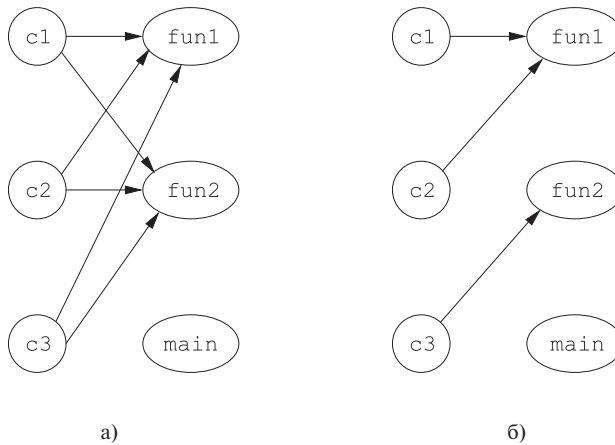 c1 fun1 c1 fun1
c2 fun2 c2 fun2
c3 main c3 main
а) б)